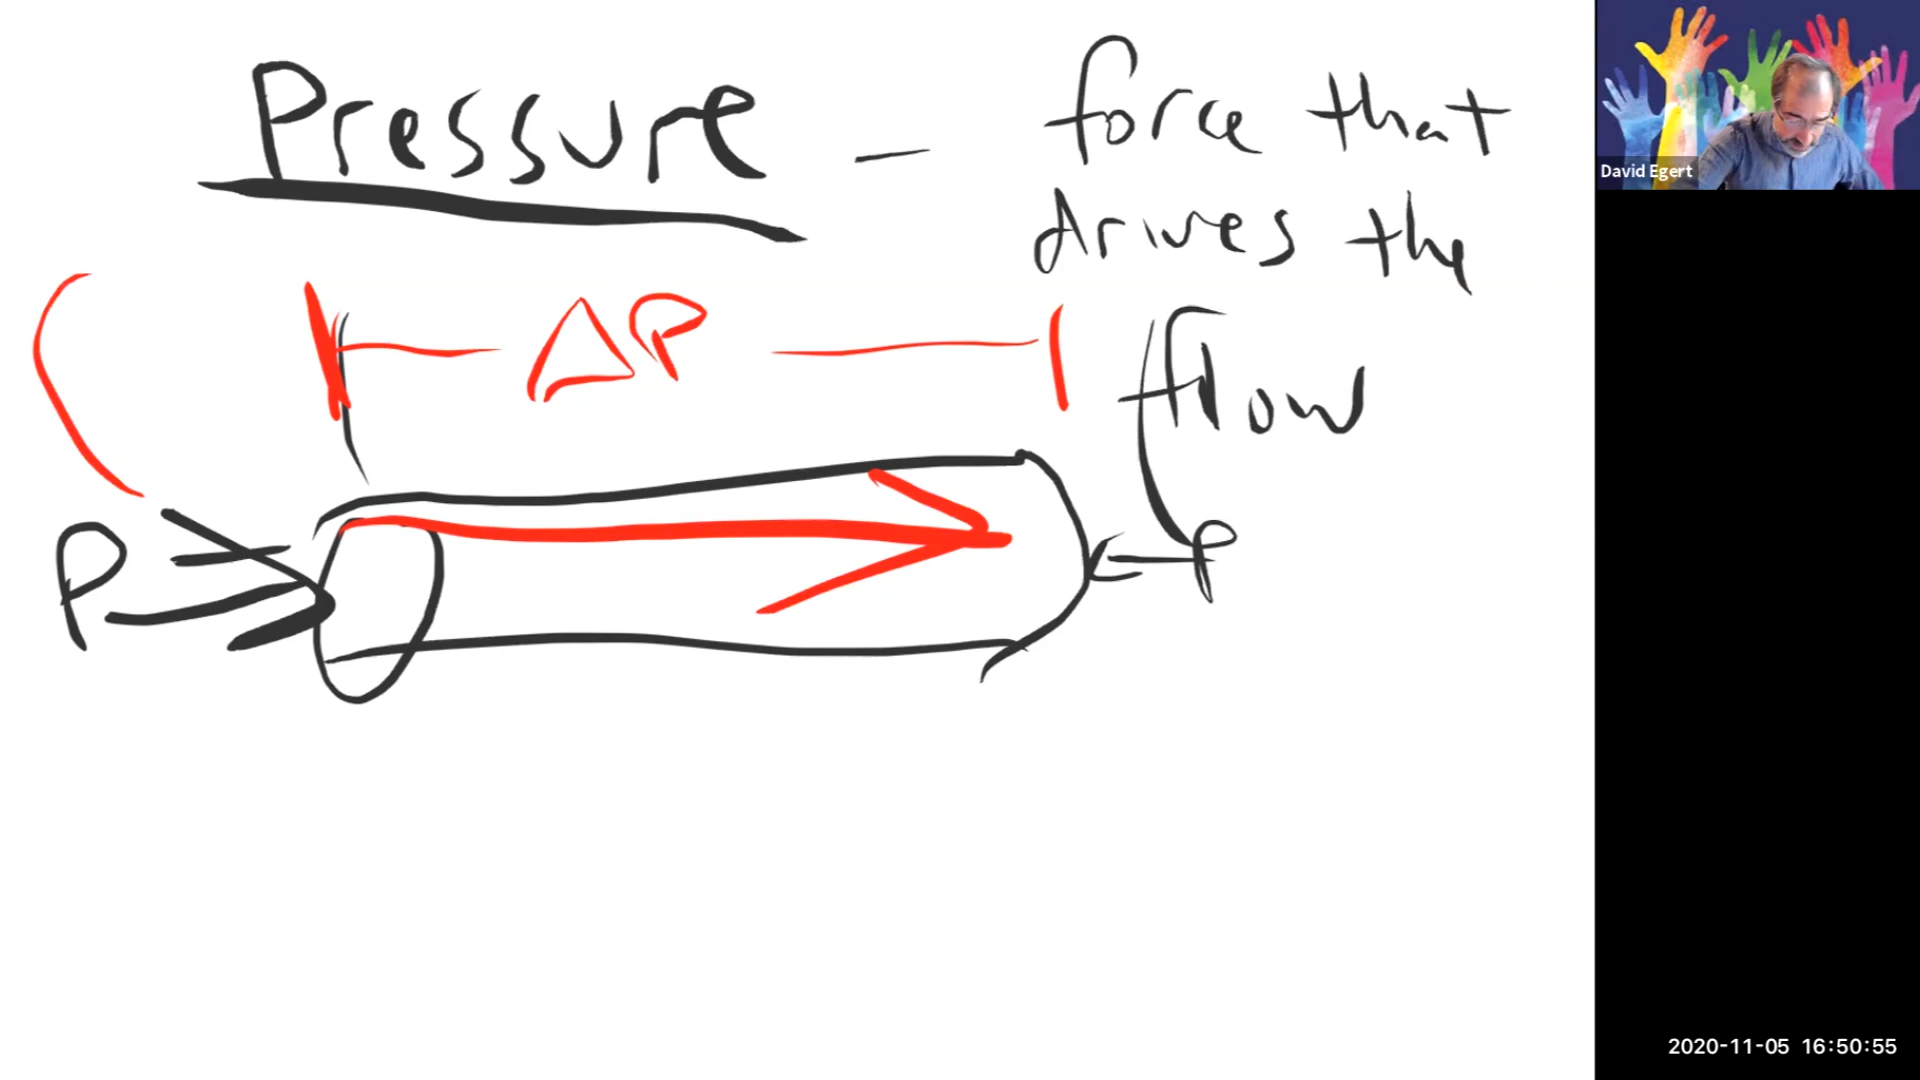 Pressure - force that
drives the
flow
ΔP
P
P
David Egert
2020-11-05 16:50:55